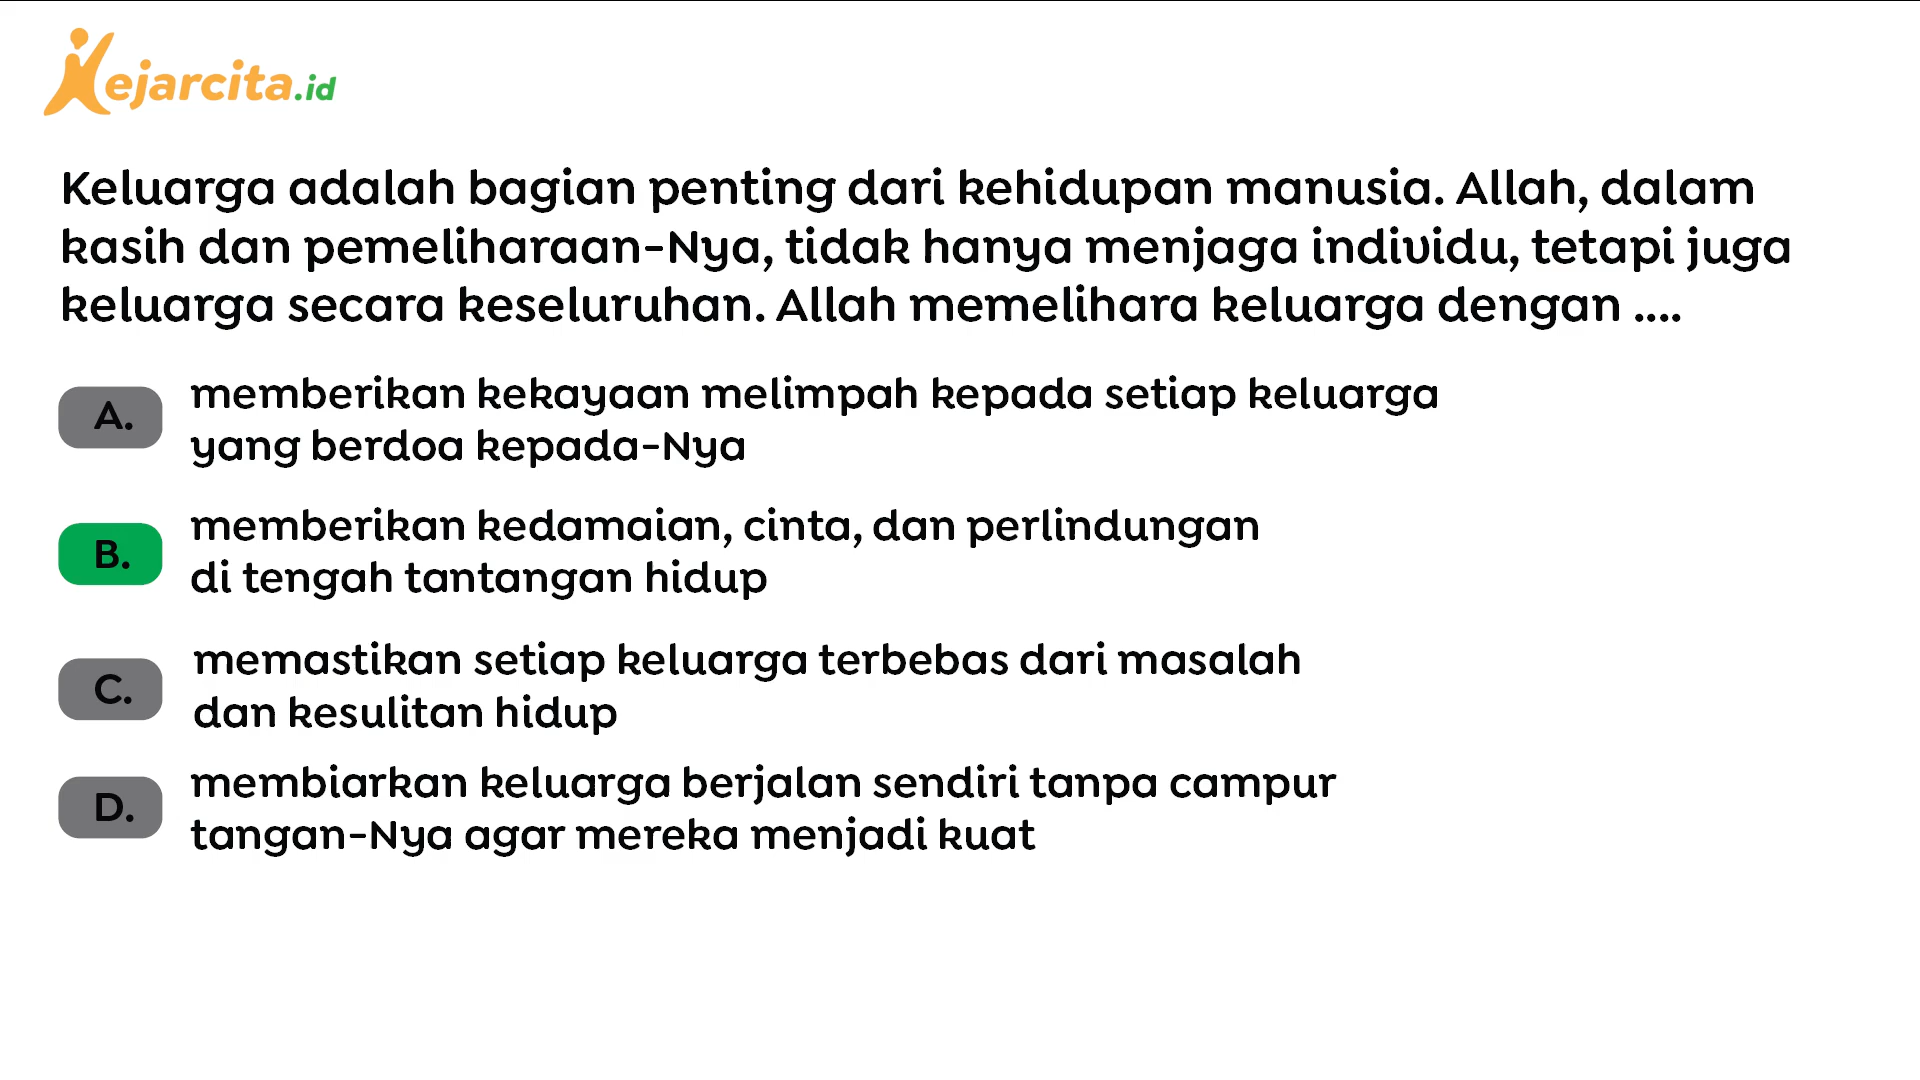 Kejarcita.id
Keluarga adalah bagian penting dari kehidupan manusia. Allah, dalam
kasih dan pemeliharaan-Nya, tidak hanya menjaga individu, tetapi juga
keluarga secara keseluruhan. Allah memelihara keluarga dengan ....
A. memberikan kekayaan melimpah kepada setiap keluarga
yang berdoa kepada-Nya
B. memberikan kedamaian, cinta, dan perlindungan
di tengah tantangan hidup
C. memastikan setiap keluarga terbebas dari masalah
dan kesulitan hidup
D. membiarkan keluarga berjalan sendiri tanpa campur
tangan-Nya agar mereka menjadi kuat